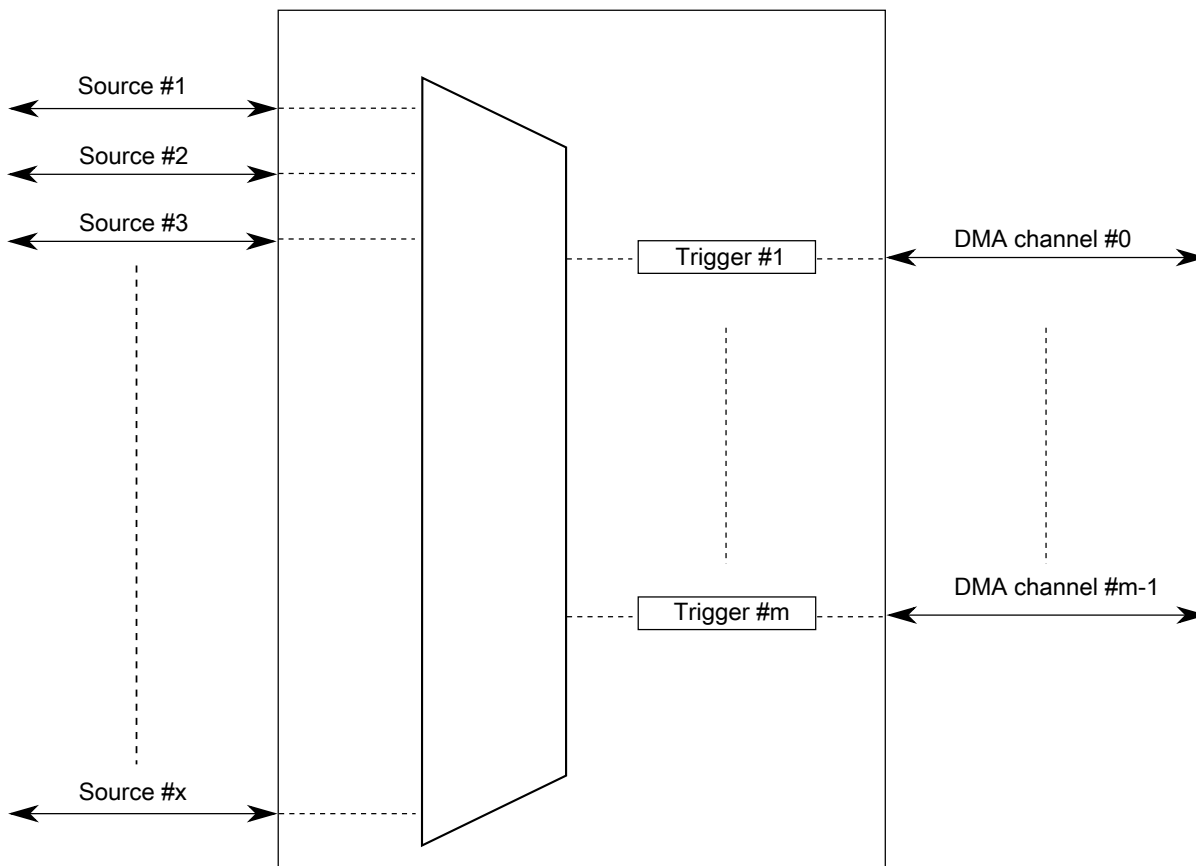 Source #1
Source #2
Source #3
Trigger #1
DMA channel #0
DMA channel #m-1
Trigger #m
Source #x